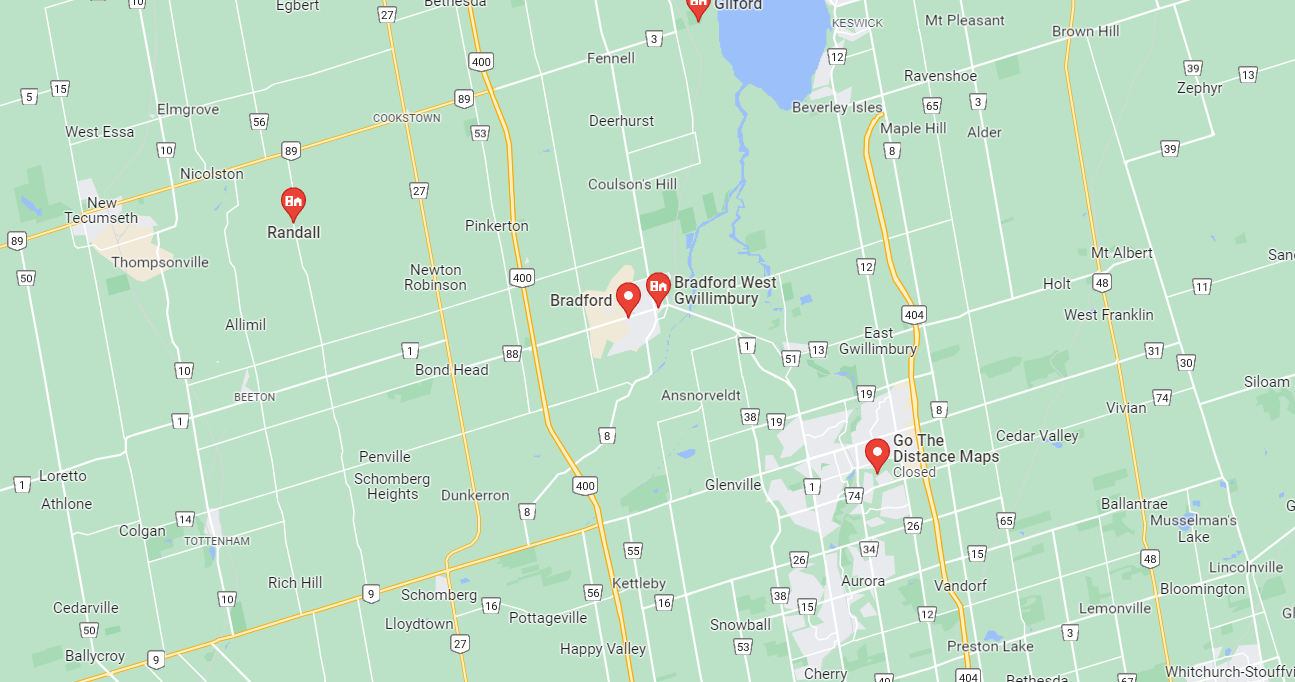 10
Egbert
27
Bethesda
Gilford
KESWICK
Mt Pleasant
Brown Hill
3
Fennell
400
12
Ravenshoe
39
13
Zephyr
5
15
89
Elmgrove
COOKSTOWN
Beverley Isles
65
3
56
West Essa
53
Deerhurst
Maple Hill
Alder
10
89
8
39
Nicolston
27
Coulson's Hill
New
Tecumseth
Randall
Pinkerton
89
Thompsonville
50
Newton
Robinson
400
Bradford West
Gwillimbury
Bradford
12
Mt Albert
Holt
48
11
San
404
West Franklin
Allimil
East
Gwillimbury
1
88
1
51
13
31
30
10
Bond Head
BEETON
Ansnorveldt
19
74
Siloam
Vivian
1
38
19
8
8
Cedar Valley
Go The
Distance Maps
Closed
Penville
Schomberg
Heights
Loretto
1
Athlone
Dunkerron
400
Glenville
1
74
8
Ballantrae
Musselman's
Lake
14
Colgan
TOTTENHAM
26
65
55
34
15
26
48
Lincolnville
Rich Hill
9
Schomberg
56
Kettleby
Aurora
Vandorf
Bloomington
10
16
16
38
15
12
Lemonville
Cedarville
50
Lloydtown
Pottageville
Snowball
3
27
53
Happy Valley
Preston Lake
Ballycroy
9
Cherry
404
Bethesda
67
Whitchurch-Stouffvi